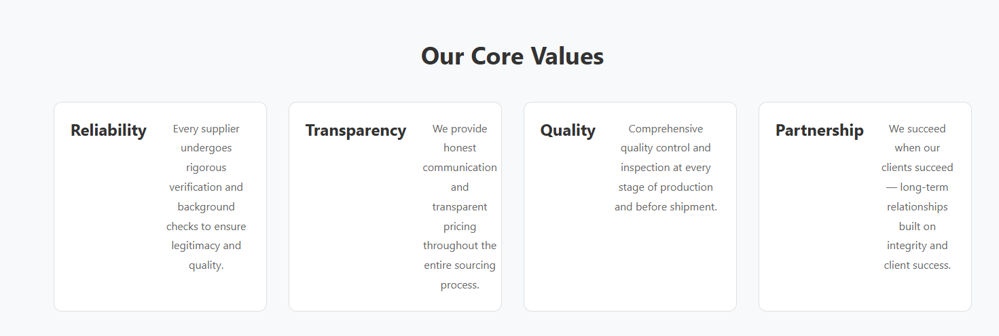 Our Core Values
Reliability
Every supplier
undergoes
rigorous
verification and
background
checks to ensure
legitimacy and
quality.
Transparency
We provide
honest
communication
and
transparent
pricing
throughout the
entire sourcing
process.
Quality
Comprehensive
quality control and
inspection at every
stage of production
and before shipment.
Partnership
We succeed
when our
clients succeed
— long-term
relationships
built on
integrity and
client success.